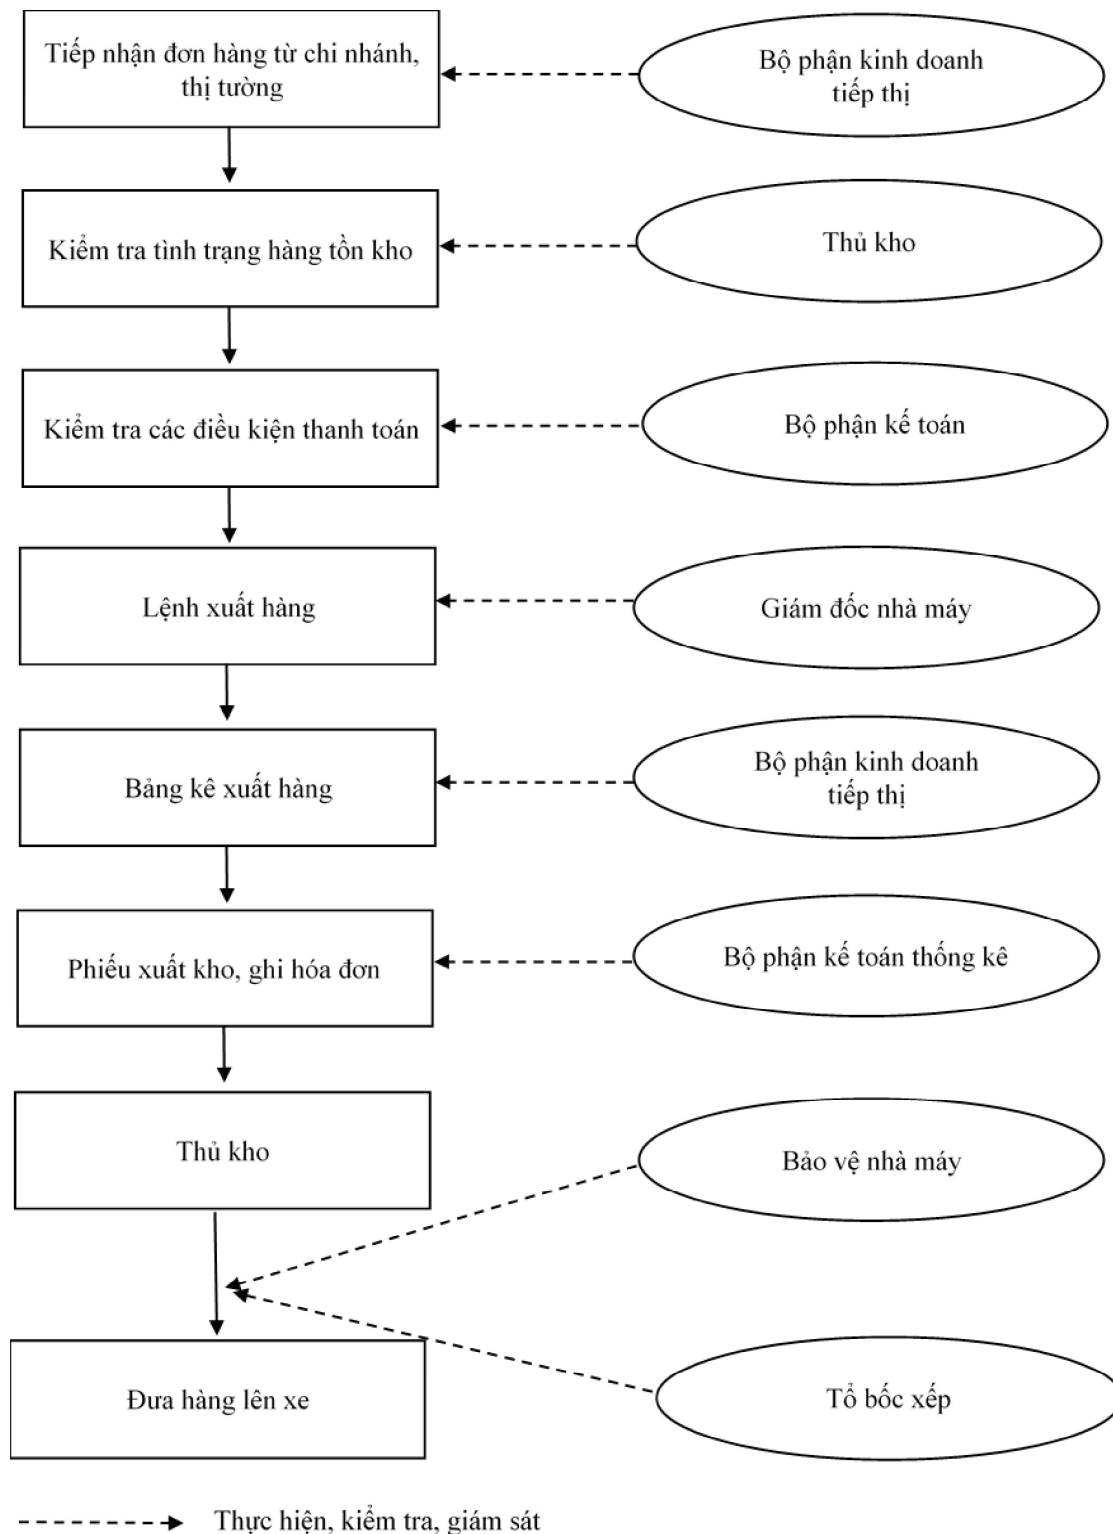 Tiếp nhận đơn hàng từ chi nhánh,
thị tường
Bộ phận kinh doanh
tiếp thị
Kiểm tra tình trạng hàng tồn kho
Thủ kho
Kiểm tra các điều kiện thanh toán
Bộ phận kế toán
Lệnh xuất hàng
Giám đốc nhà máy
Bảng kê xuất hàng
Bộ phận kinh doanh
tiếp thị
Phiếu xuất kho, ghi hóa đơn
Bộ phận kế toán thống kê
Thủ kho
Bảo vệ nhà máy
Đưa hàng lên xe
Tổ bốc xếp
Thực hiện, kiểm tra, giám sát